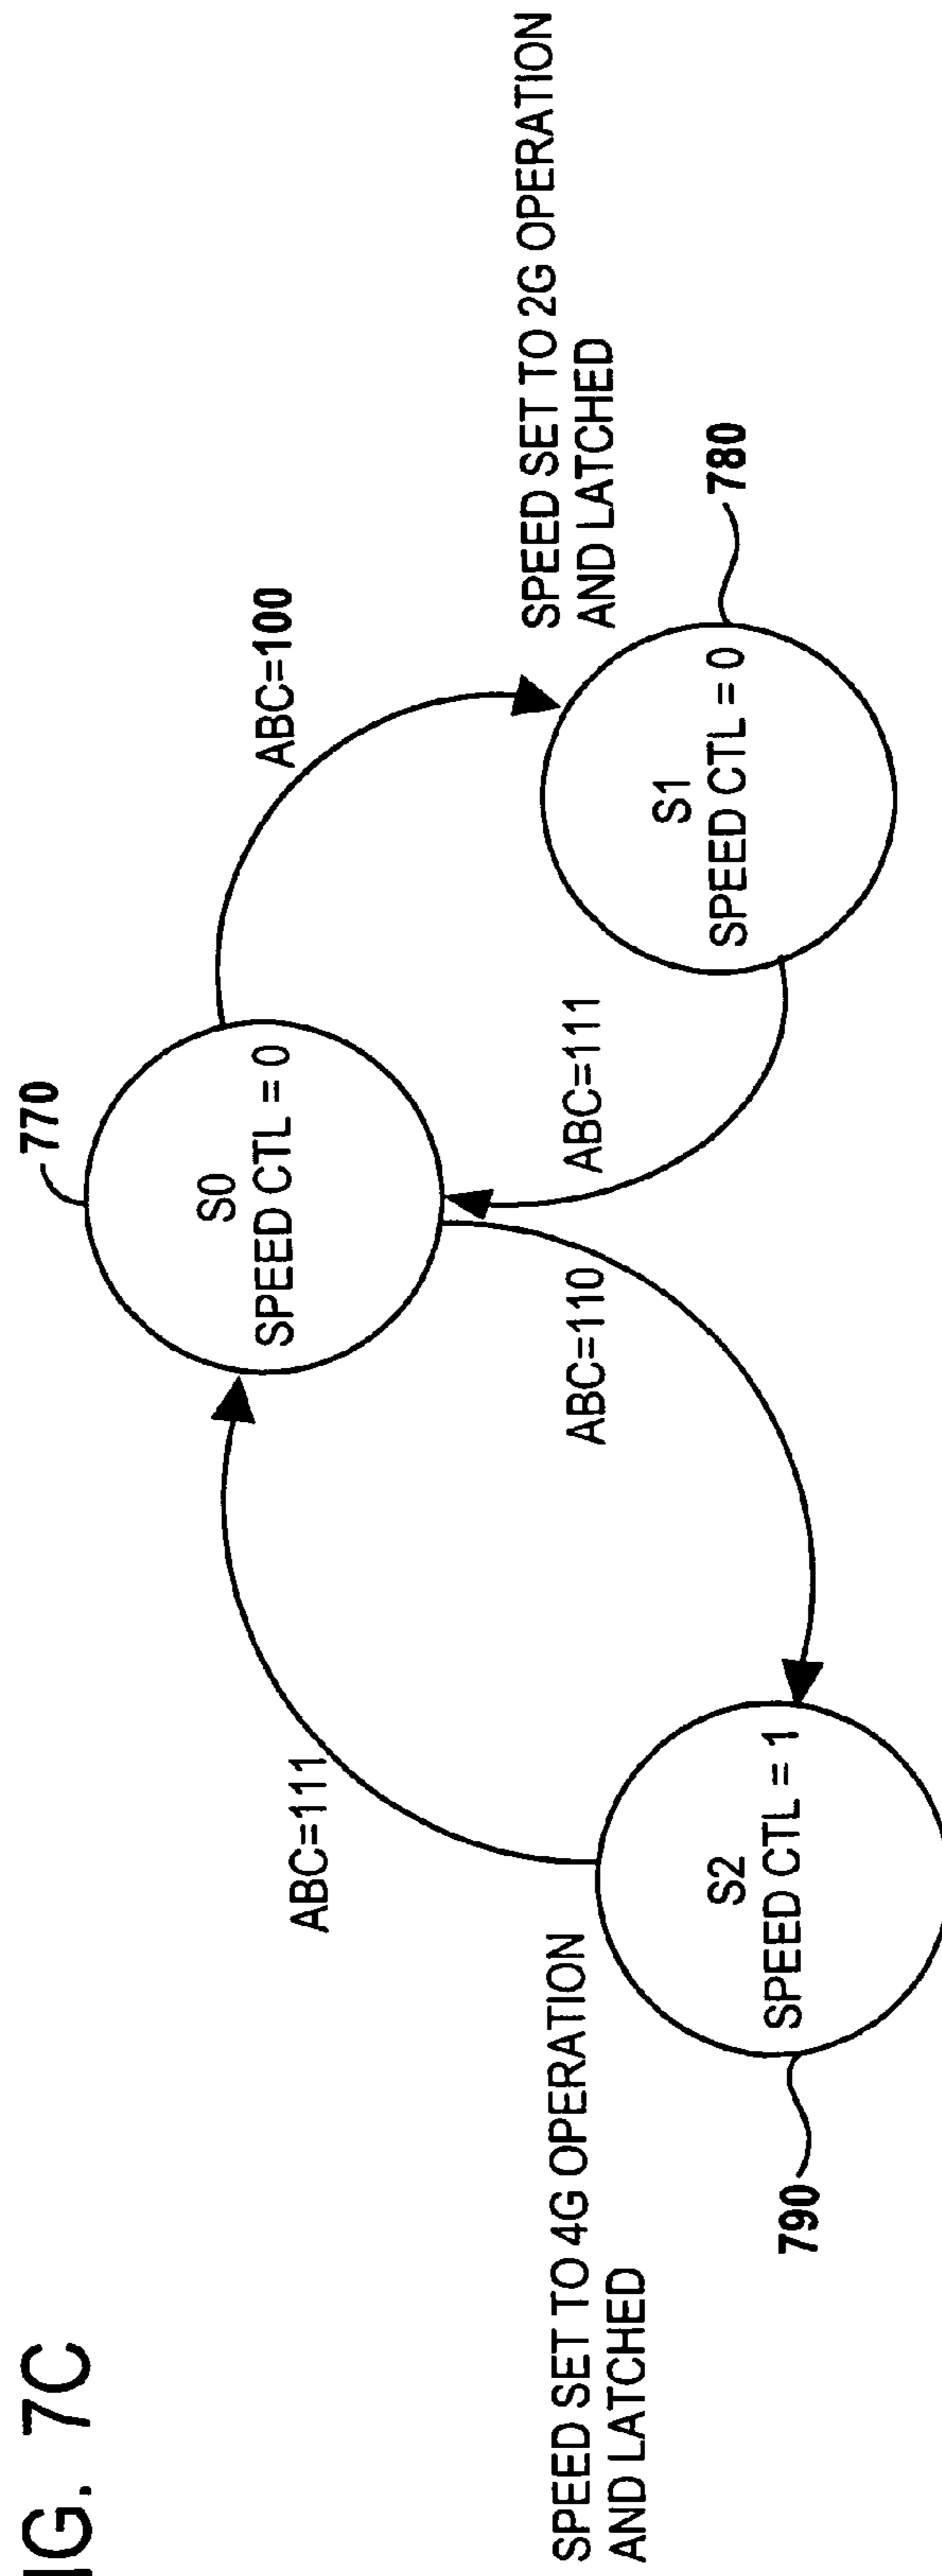 IG. 7C
770
S0
SPEED CTL = 0
ABC=100
ABC=111
ABC=111
ABC=110
SPEED SET TO 2G OPERATION
AND LATCHED
S1
SPEED CTL = 0
780
SPEED SET TO 4G OPERATION
AND LATCHED
S2
SPEED CTL = 1
790